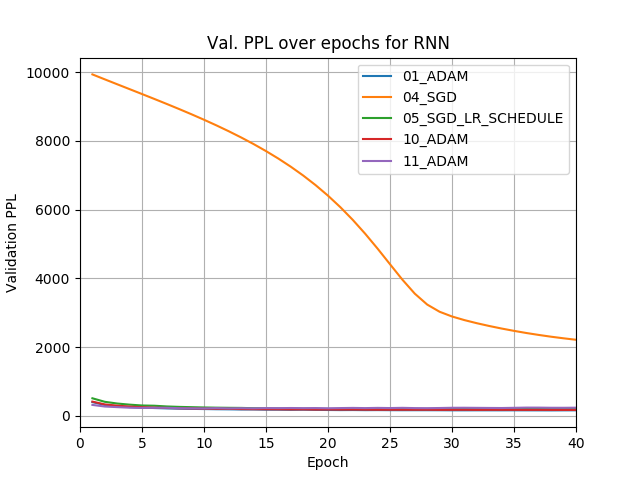 Val. PPL over epochs for RNN
10000
8000
6000
4000
2000
0
Validation PPL
01_ADAM
04_SGD
05_SGD_LR_SCHEDULE
10_ADAM
11_ADAM
0 5 10 15 20 25 30 35 40
Epoch